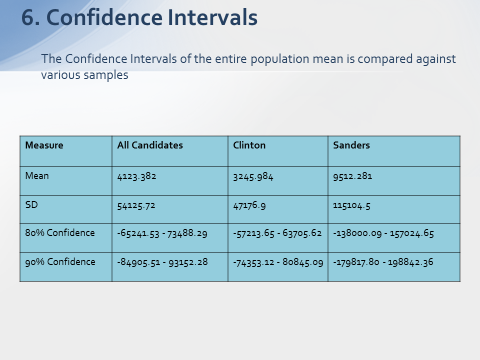 6. Confidence Intervals
The Confidence Intervals of the entire population mean is compared against
various samples
Measure All Candidates Clinton Sanders
Mean 4123.382 3245.984 9512.281
SD 54125.72 47176.9 115104.5
80% Confidence -65241.53 - 73488.29 -57213.65 - 63705.62 -138000.09 - 157024.65
90% Confidence -84905.51 - 93152.28 -74353.12 - 80845.09 -179817.80 - 198842.36